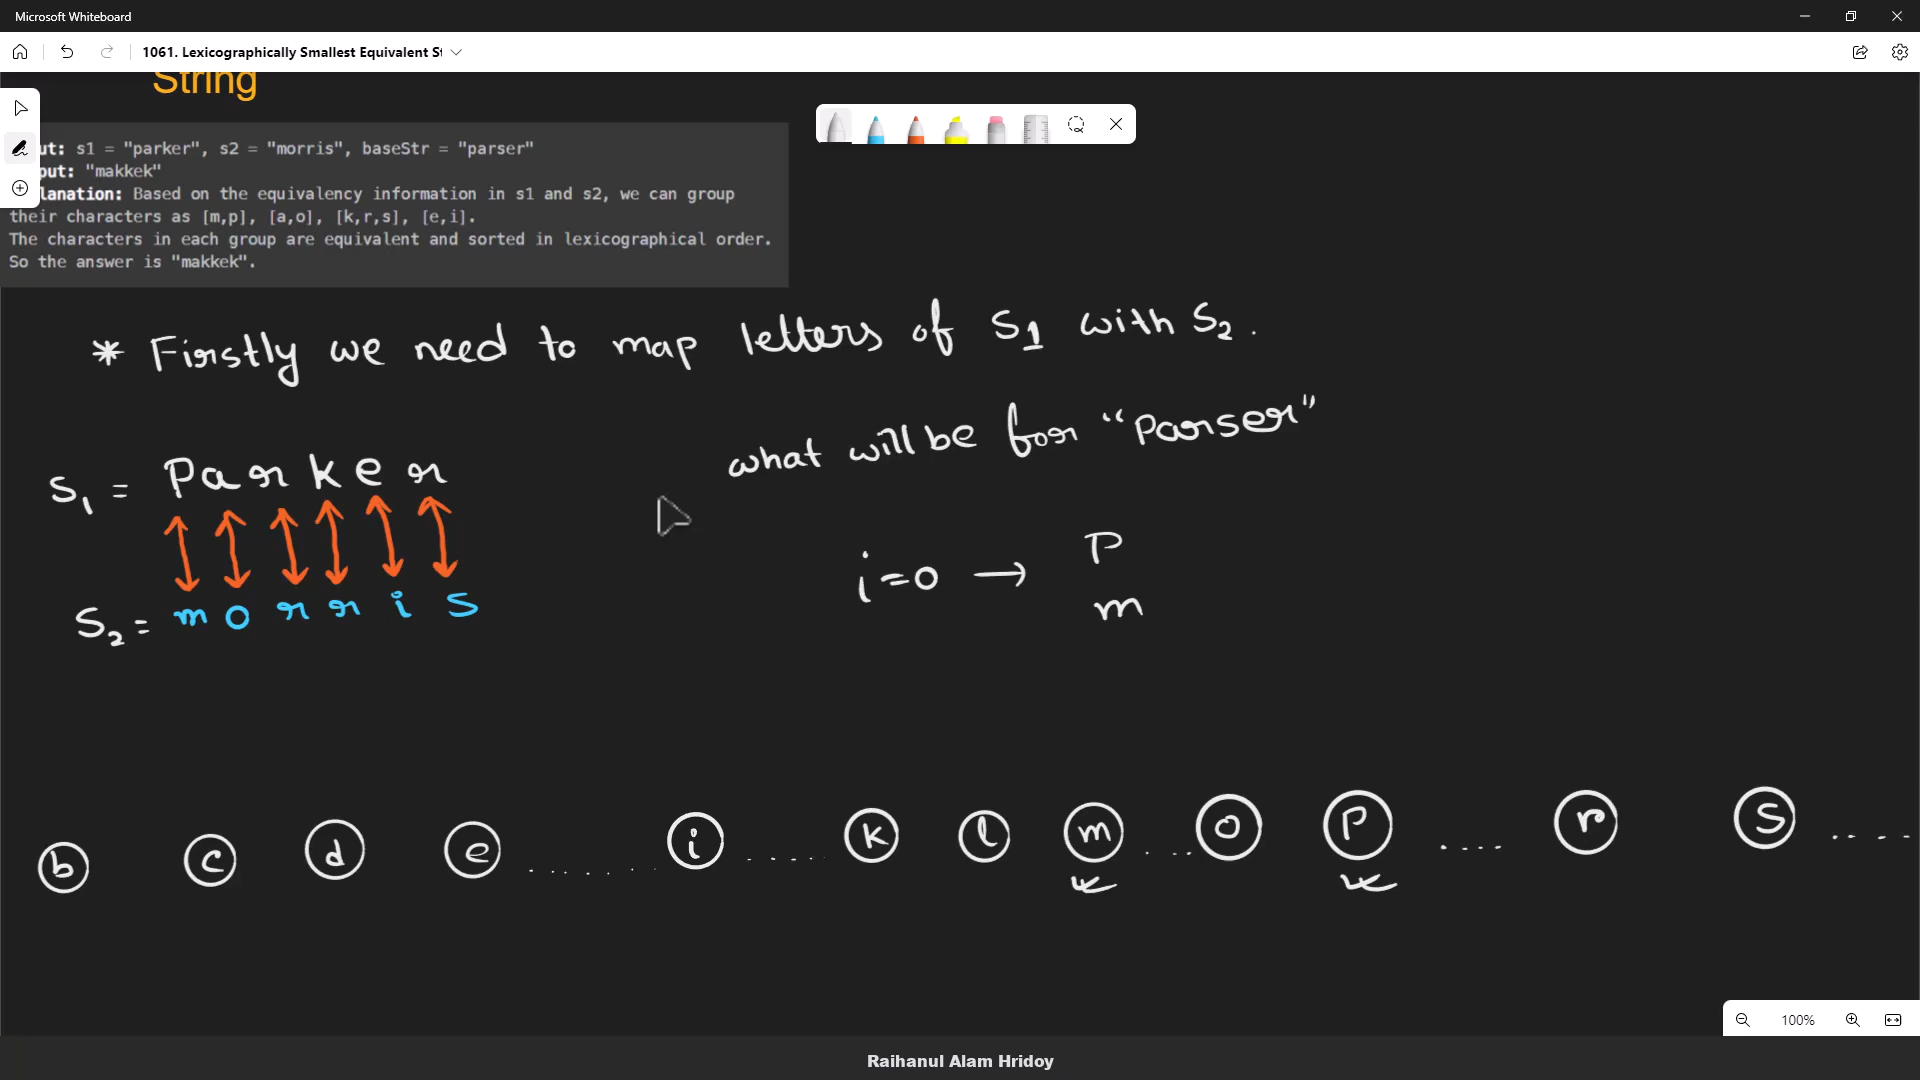 Microsoft Whiteboard
1061. Lexicographically Smallest Equivalent St
String
ut: s1 = "parker", s2 = "morris", baseStr = "parser"
put: "makkek"
lanation: Based on the equivalency information in s1 and s2, we can group
their characters as [m,p], [a,o], [k,r,s], [e,i].
The characters in each group are equivalent and sorted in lexicographical order.
So the answer is "makkek".
* Firstly we need to map letters of S1 with S2.
what will be for "Parser"
S1 = Parker
i=0 → P
m
S2 = morris
b c d e ........ i ...... k l m ..... o P .... r S .....
100%
Raihanul Alam Hridoy